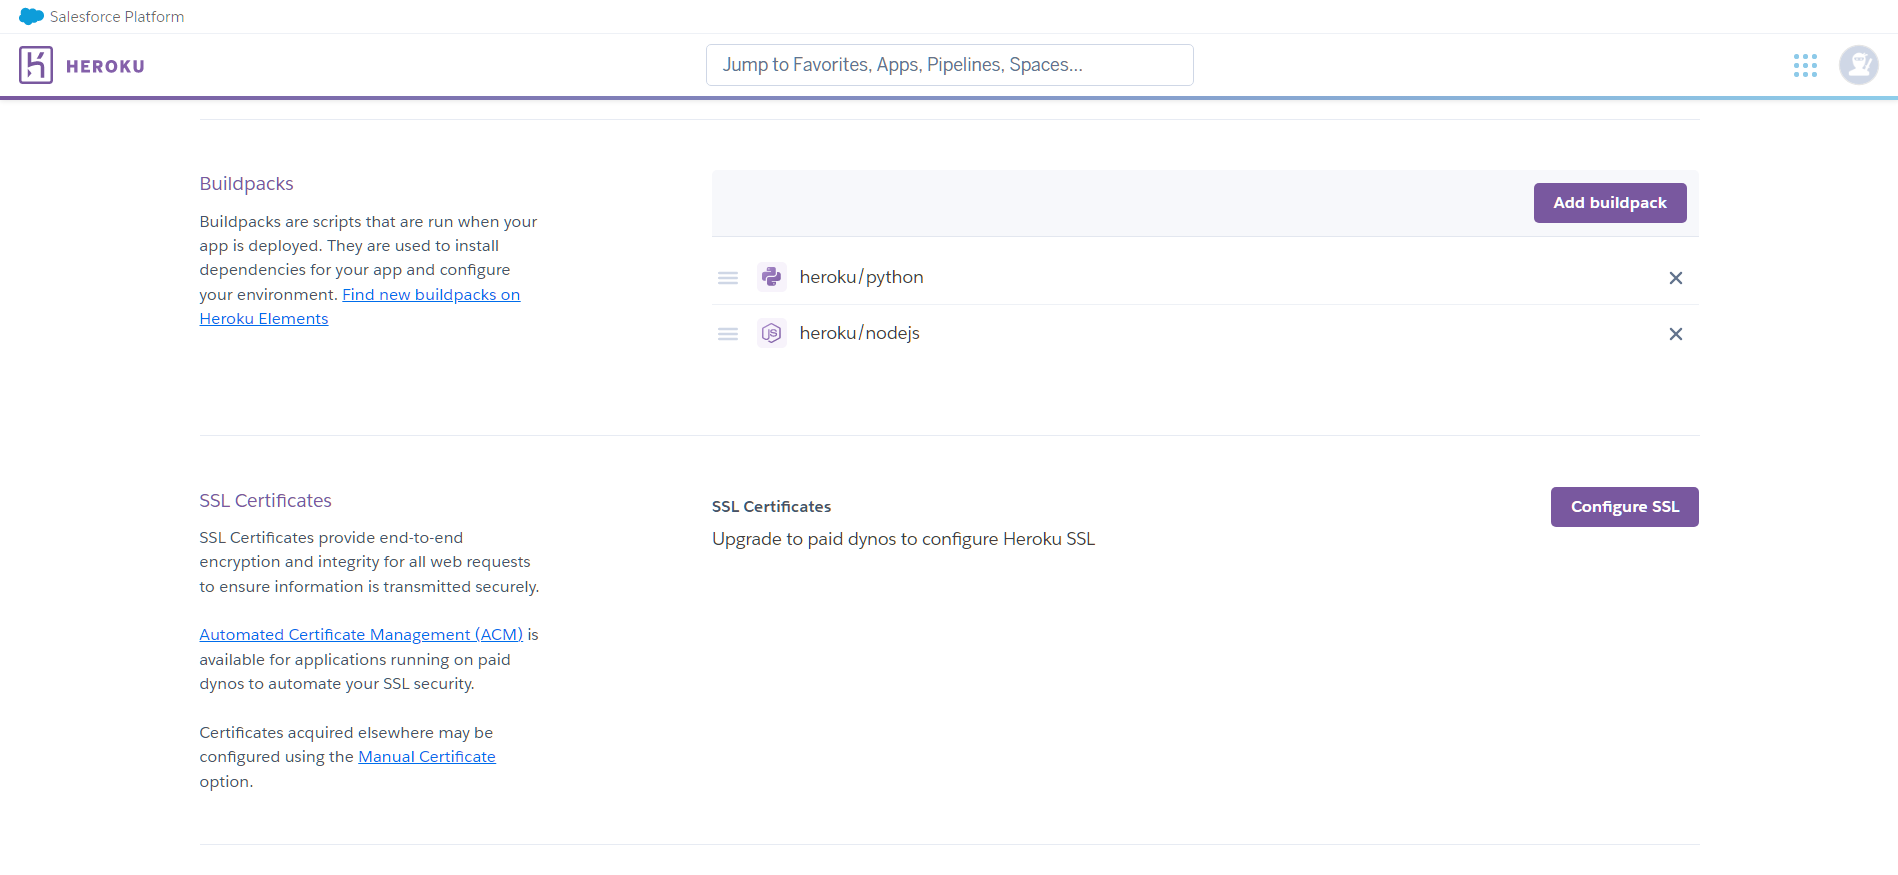 Salesforce Platform
HEROKU
Jump to Favorites, Apps, Pipelines, Spaces...
Buildpacks
Buildpacks are scripts that are run when your
app is deployed. They are used to install
dependencies for your app and configure
your environment. Find new buildpacks on
Heroku Elements
Add buildpack
heroku/python
JS heroku/nodejs
SSL Certificates
SSL Certificates provide end-to-end
encryption and integrity for all web requests
to ensure information is transmitted securely.
Automated Certificate Management (ACM) is
available for applications running on paid
dynos to automate your SSL security.
Certificates acquired elsewhere may be
configured using the Manual Certificate
option.
SSL Certificates
Upgrade to paid dynos to configure Heroku SSL
Configure SSL